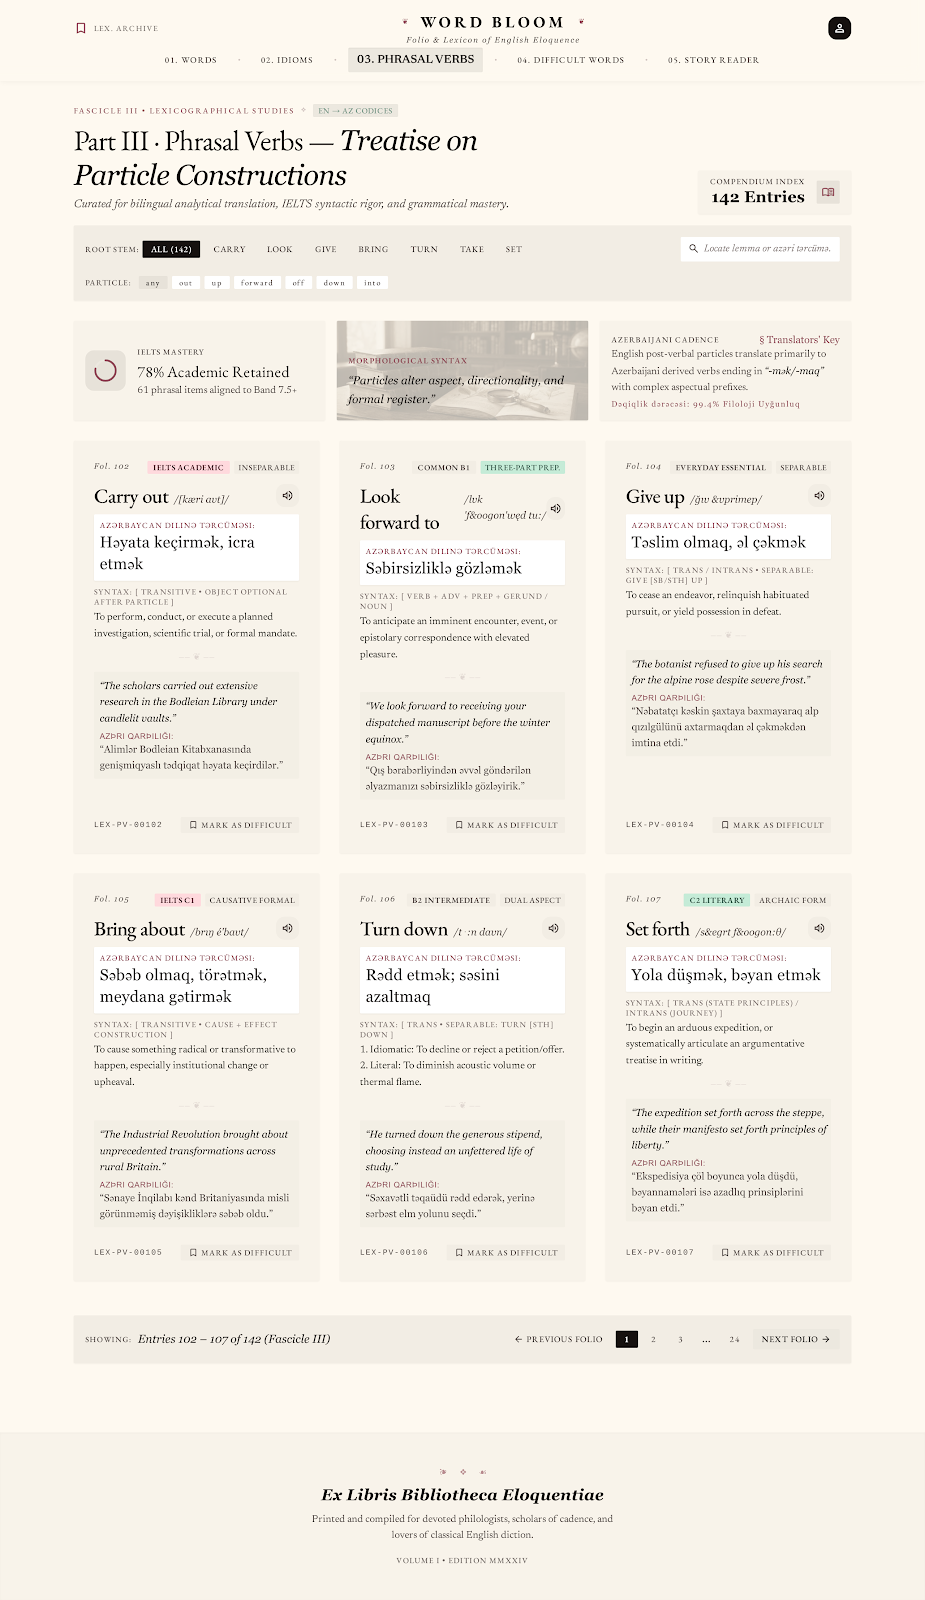 LEX. ARCHIVE
WORD BLOOM
Folio & Lexicon of English Eloquence
01. WORDS · 02. IDIOMS · 03. PHRASAL VERBS · 04. DIFFICULT WORDS · 05. STORY READER
FASCICLE III • LEXICOGRAPHICAL STUDIES EN → AZ CODICES
Part III · Phrasal Verbs — Treatise on
Particle Constructions
Curated for bilingual analytical translation, IELTS syntactic rigor, and grammatical mastery.
COMPENDIUM INDEX
142 Entries
ROOT STEM: ALL (142) CARRY LOOK GIVE BRING TURN TAKE SET
Locate lemma or azəri tərcümə.
PARTICLE: any out up forward off down into
IELTS MASTERY
78% Academic Retained
61 phrasal items aligned to Band 7.5+
MORPHOLOGICAL SYNTAX
“Particles alter aspect, directionality, and
formal register.”
AZERBAIJANI CADENCE § Translators' Key
English post-verbal particles translate primarily to
Azerbaijani derived verbs ending in “-mək/-maq”
with complex aspectual prefixes.
Dəqiqlik dərəcəsi: 99.4% Filoloji Uyğunluq
Fol. 102 IELTS ACADEMIC INSEPARABLE
Carry out /[kæri aʊt]/
AZƏRBAYCAN DILINƏ TƏRCÜMƏSI:
Həyata keçirmək, icra
etmək
SYNTAX: [ TRANSITIVE • OBJECT OPTIONAL
AFTER PARTICLE ]
To perform, conduct, or execute a planned
investigation, scientific trial, or formal mandate.
“The scholars carried out extensive
research in the Bodleian Library under
candlelit vaults.”
AZÞRI QARÞILIĞI:
“Alimlər Bodleian Kitabxanasında
genişmiqyaslı tədqiqat həyata keçirdilər.”
LEX-PV-00102 MARK AS DIFFICULT
Fol. 103 COMMON B1 THREE-PART PREP.
Look
forward to
/lʊk
'f&oogon'wɐd tu:/
AZƏRBAYCAN DILINƏ TƏRCÜMƏSI:
Səbirsizliklə gözləmək
SYNTAX: [ VERB + ADV + PREP + GERUND /
NOUN ]
To anticipate an imminent encounter, event, or
epistolary correspondence with elevated
pleasure.
“We look forward to receiving your
dispatched manuscript before the winter
equinox.”
AZÞRI QARÞILIĞI:
“Qış bərabərliyindən əvvəl göndərilən
əlyazmanızı səbirsizliklə gözləyirik.”
LEX-PV-00103 MARK AS DIFFICULT
Fol. 104 EVERYDAY ESSENTIAL SEPARABLE
Give up /ğıw &vprimep/
AZƏRBAYCAN DILINƏ TƏRCÜMƏSI:
Təslim olmaq, əl çəkmək
SYNTAX: [ TRANS / INTRANS • SEPARABLE:
GIVE [SB/STH] UP ]
To cease an endeavor, relinquish habituated
pursuit, or yield possession in defeat.
“The botanist refused to give up his search
for the alpine rose despite severe frost.”
AZÞRI QARÞILIĞI:
“Nəbatatçı kəskin şaxtaya baxmayaraq alp
qızılgülünü axtarmaqdan əl çəkməkdən
imtina etdi.”
LEX-PV-00104 MARK AS DIFFICULT
Fol. 105 IELTS C1 CAUSATIVE FORMAL
Bring about /brıŋ é'baʊt/
AZƏRBAYCAN DILINƏ TƏRCÜMƏSI:
Səbəb olmaq, törətmək,
meydana gətirmək
SYNTAX: [ TRANSITIVE • CAUSE + EFFECT
CONSTRUCTION ]
To cause something radical or transformative to
happen, especially institutional change or
upheaval.
“The Industrial Revolution brought about
unprecedented transformations across
rural Britain.”
AZÞRI QARÞILIĞI:
“Sənaye İnqilabı kənd Britaniyasında misli
görünməmiş dəyişikliklərə səbəb oldu.”
LEX-PV-00105 MARK AS DIFFICULT
Fol. 106 B2 INTERMEDIATE DUAL ASPECT
Turn down /t ·:n daʊn/
AZƏRBAYCAN DILINƏ TƏRCÜMƏSI:
Rədd etmək; səsini
azaltmaq
SYNTAX: [ TRANS • SEPARABLE: TURN [STH]
DOWN ]
1. Idiomatic: To decline or reject a petition/offer.
2. Literal: To diminish acoustic volume or
thermal flame.
“He turned down the generous stipend,
choosing instead an unfettered life of
study.”
AZÞRI QARÞILIĞI:
“Səxavətli təqaüdü rədd edərək, yerinə
sərbəst elm yolunu seçdi.”
LEX-PV-00106 MARK AS DIFFICULT
Fol. 107 C2 LITERARY ARCHAIC FORM
Set forth /s&egrt f&oogon:θ/
AZƏRBAYCAN DILINƏ TƏRCÜMƏSI:
Yola düşmək, bəyan etmək
SYNTAX: [ TRANS (STATE PRINCIPLES) /
INTRANS (JOURNEY) ]
To begin an arduous expedition, or
systematically articulate an argumentative
treatise in writing.
“The expedition set forth across the steppe,
while their manifesto set forth principles of
liberty.”
AZÞRI QARÞILIĞI:
“Ekspedisiya çöl boyunca yola düşdü,
bəyannamələri isə azadlıq prinsiplərini
bəyan etdi.”
LEX-PV-00107 MARK AS DIFFICULT
SHOWING: Entries 102 – 107 of 142 (Fascicle III)
← PREVIOUS FOLIO 1 2 3 ... 24 NEXT FOLIO →
Ex Libris Bibliotheca Eloquentiae
Printed and compiled for devoted philologists, scholars of cadence, and
lovers of classical English diction.
VOLUME I • EDITION MMXXIV